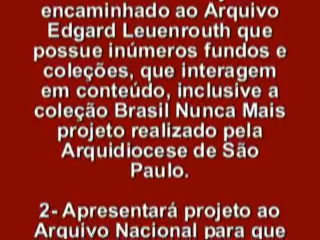 encaminhado ao Arquivo
Edgard Leuenrouth que
possue inúmeros fundos e
coleções, que interagem
em conteúdo, inclusive a
coleção Brasil Nunca Mais
projeto realizado pela
Arquidiocese de São
Paulo.
2- Apresentará projeto ao
Arquivo Nacional para que